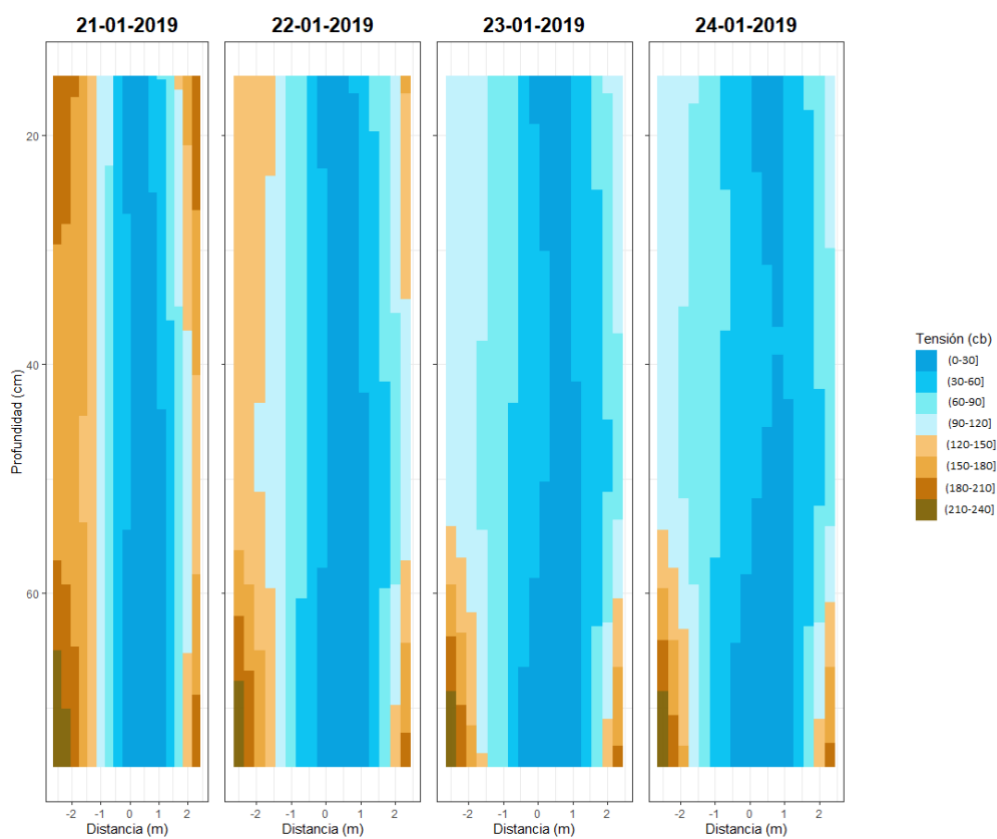 21-01-2019
22-01-2019
23-01-2019
24-01-2019
20
40
60
Profundidad (cm)
-2 -1 0 1 2
-2 -1 0 1 2
-2 -1 0 1 2
-2 -1 0 1 2
Distancia (m)
Distancia (m)
Distancia (m)
Distancia (m)
Tensión (cb)
(0-30]
(30-60]
(60-90]
(90-120]
(120-150]
(150-180]
(180-210]
(210-240]